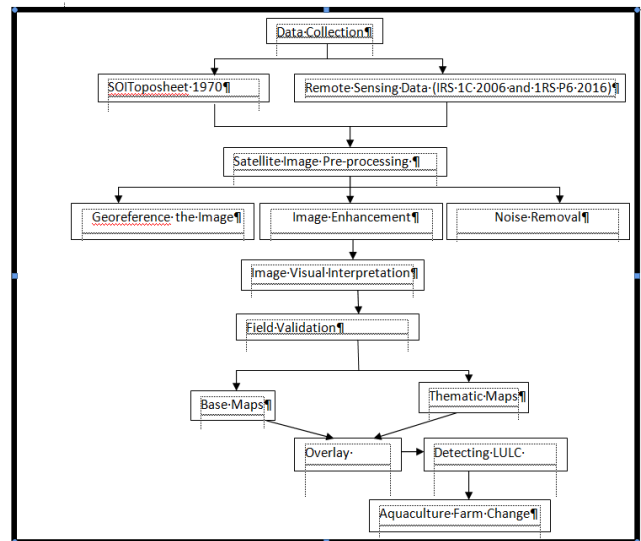 Data Collection
SOIToposheet 1970
Remote Sensing Data (IRS 1C 2006 and 1RS P6 2016)
Satellite Image Pre-processing
Georeference the Image
Image Enhancement
Noise Removal
Image Visual Interpretation
Field Validation
Base Maps
Thematic Maps
Overlay
Detecting LULC
Aquaculture Farm Change